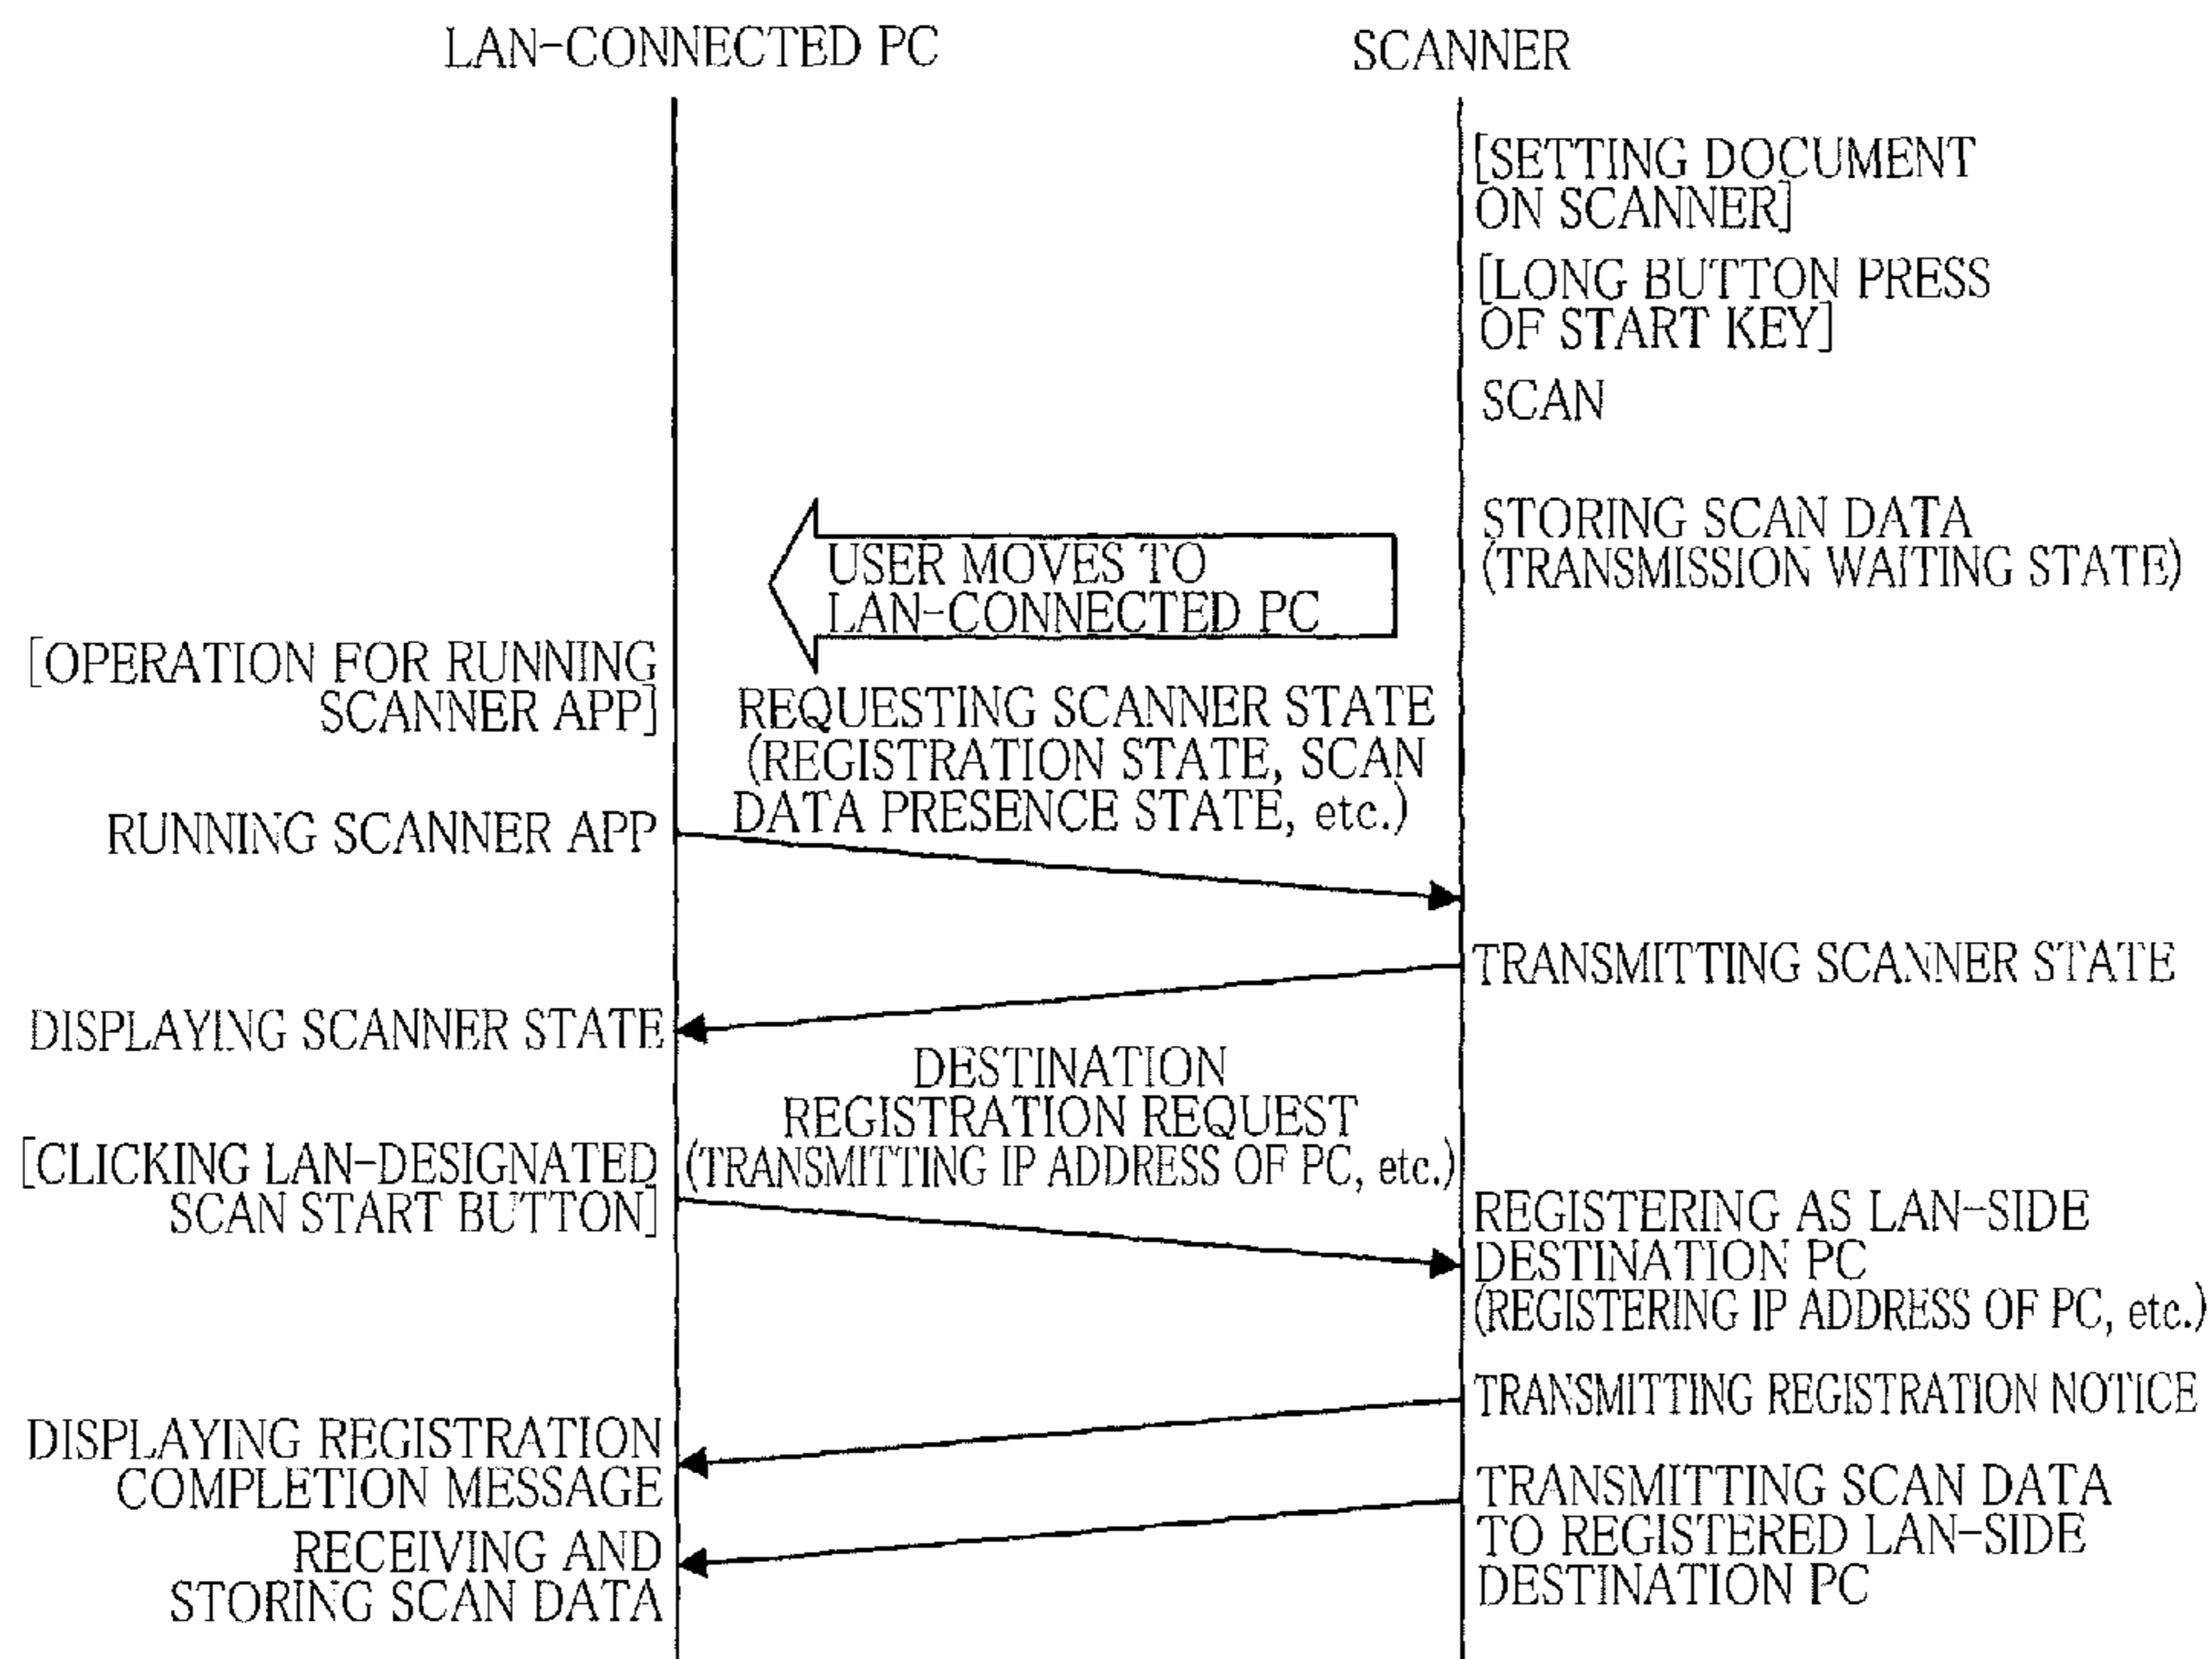 LAN-CONNECTED PC
SCANNER
[SETTING DOCUMENT
ON SCANNER]
[LONG BUTTON PRESS
OF START KEY]
SCAN
STORING SCAN DATA
(TRANSMISSION WAITING STATE)
USER MOVES TO
LAN-CONNECTED PC
[OPERATION FOR RUNNING
SCANNER APP]
REQUESTING SCANNER STATE
(REGISTRATION STATE, SCAN
DATA PRESENCE STATE, etc.)
RUNNING SCANNER APP
TRANSMITTING SCANNER STATE
DISPLAYING SCANNER STATE
DESTINATION
REGISTRATION REQUEST
(TRANSMITTING IP ADDRESS OF PC, etc.)
[CLICKING LAN-DESIGNATED
SCAN START BUTTON]
REGISTERING AS LAN-SIDE
DESTINATION PC
(REGISTERING IP ADDRESS OF PC, etc.)
TRANSMITTING REGISTRATION NOTICE
DISPLAYING REGISTRATION
COMPLETION MESSAGE
TRANSMITTING SCAN DATA
TO REGISTERED LAN-SIDE
DESTINATION PC
RECEIVING AND
STORING SCAN DATA